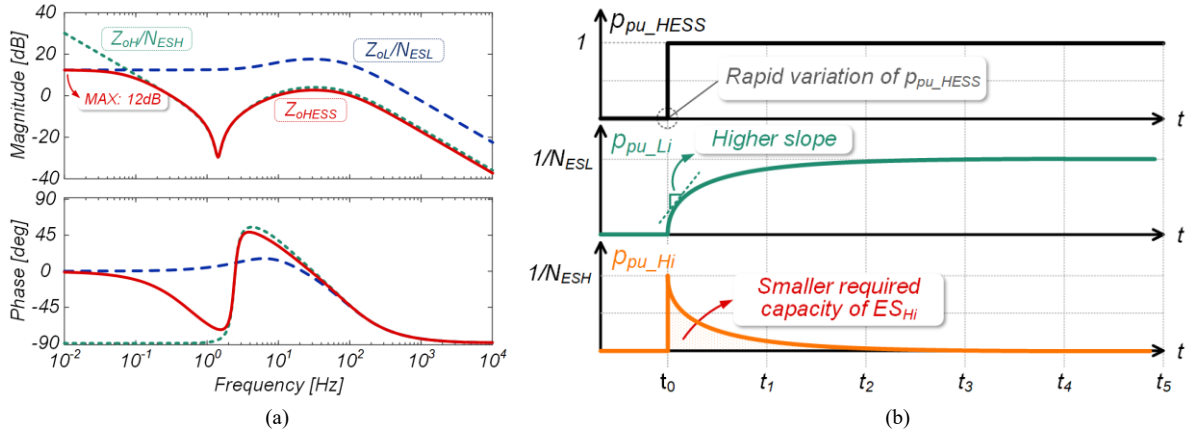 (a)
Magnitude [dB]
40
20
0
-20
-40
Z_oH/N_ESH
Z_oL/N_ESL
MAX: 12dB
Z_oHESS
Phase [deg]
90
45
0
-45
-90
10^-2
10^-1
10^0
10^1
10^2
10^3
10^4
Frequency [Hz]
(a)
(b)
p_pu_HESS
1
Rapid variation of p_pu_HESS
t
p_pu_Li
Higher slope
1/N_ESL
t
p_pu_Hi
1/N_ESH
Smaller required
capacity of ES_Hi
t
t_0
t_1
t_2
t_3
t_4
t_5
(b)